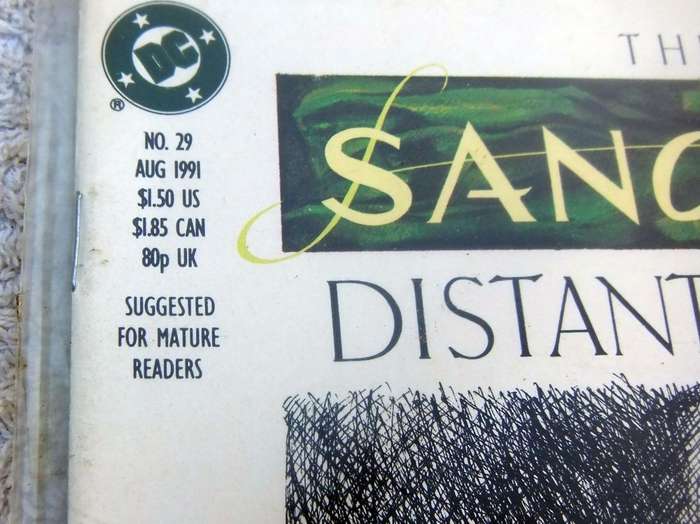 DC
®
NO. 29
AUG 1991
$1.50 US
$1.85 CAN
80p UK
SUGGESTED
FOR MATURE
READERS
TH
SAN
DISTANT